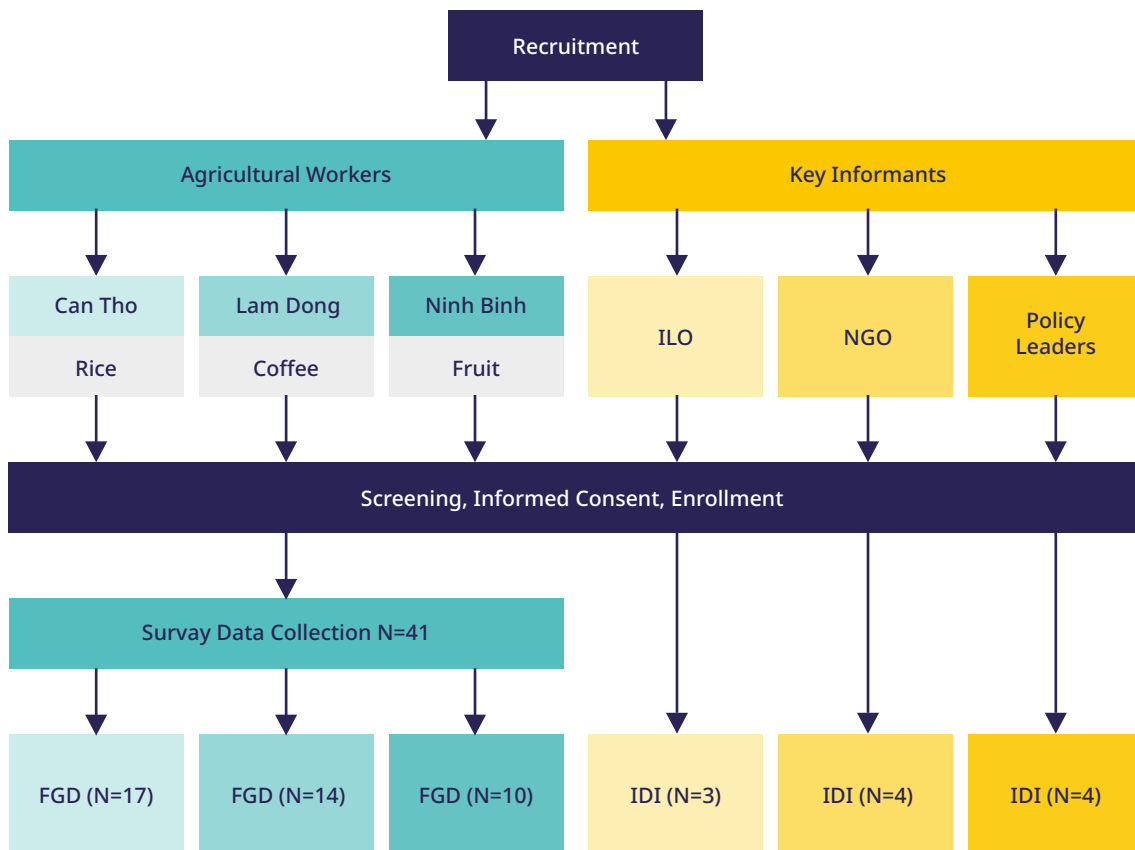 Recruitment
Agricultural Workers
Key Informants
Can Tho
Lam Dong
Ninh Binh
Rice
Coffee
Fruit
ILO
NGO
Policy
Leaders
Screening, Informed Consent, Enrollment
Survay Data Collection N=41
FGD (N=17)
FGD (N=14)
FGD (N=10)
IDI (N=3)
IDI (N=4)
IDI (N=4)